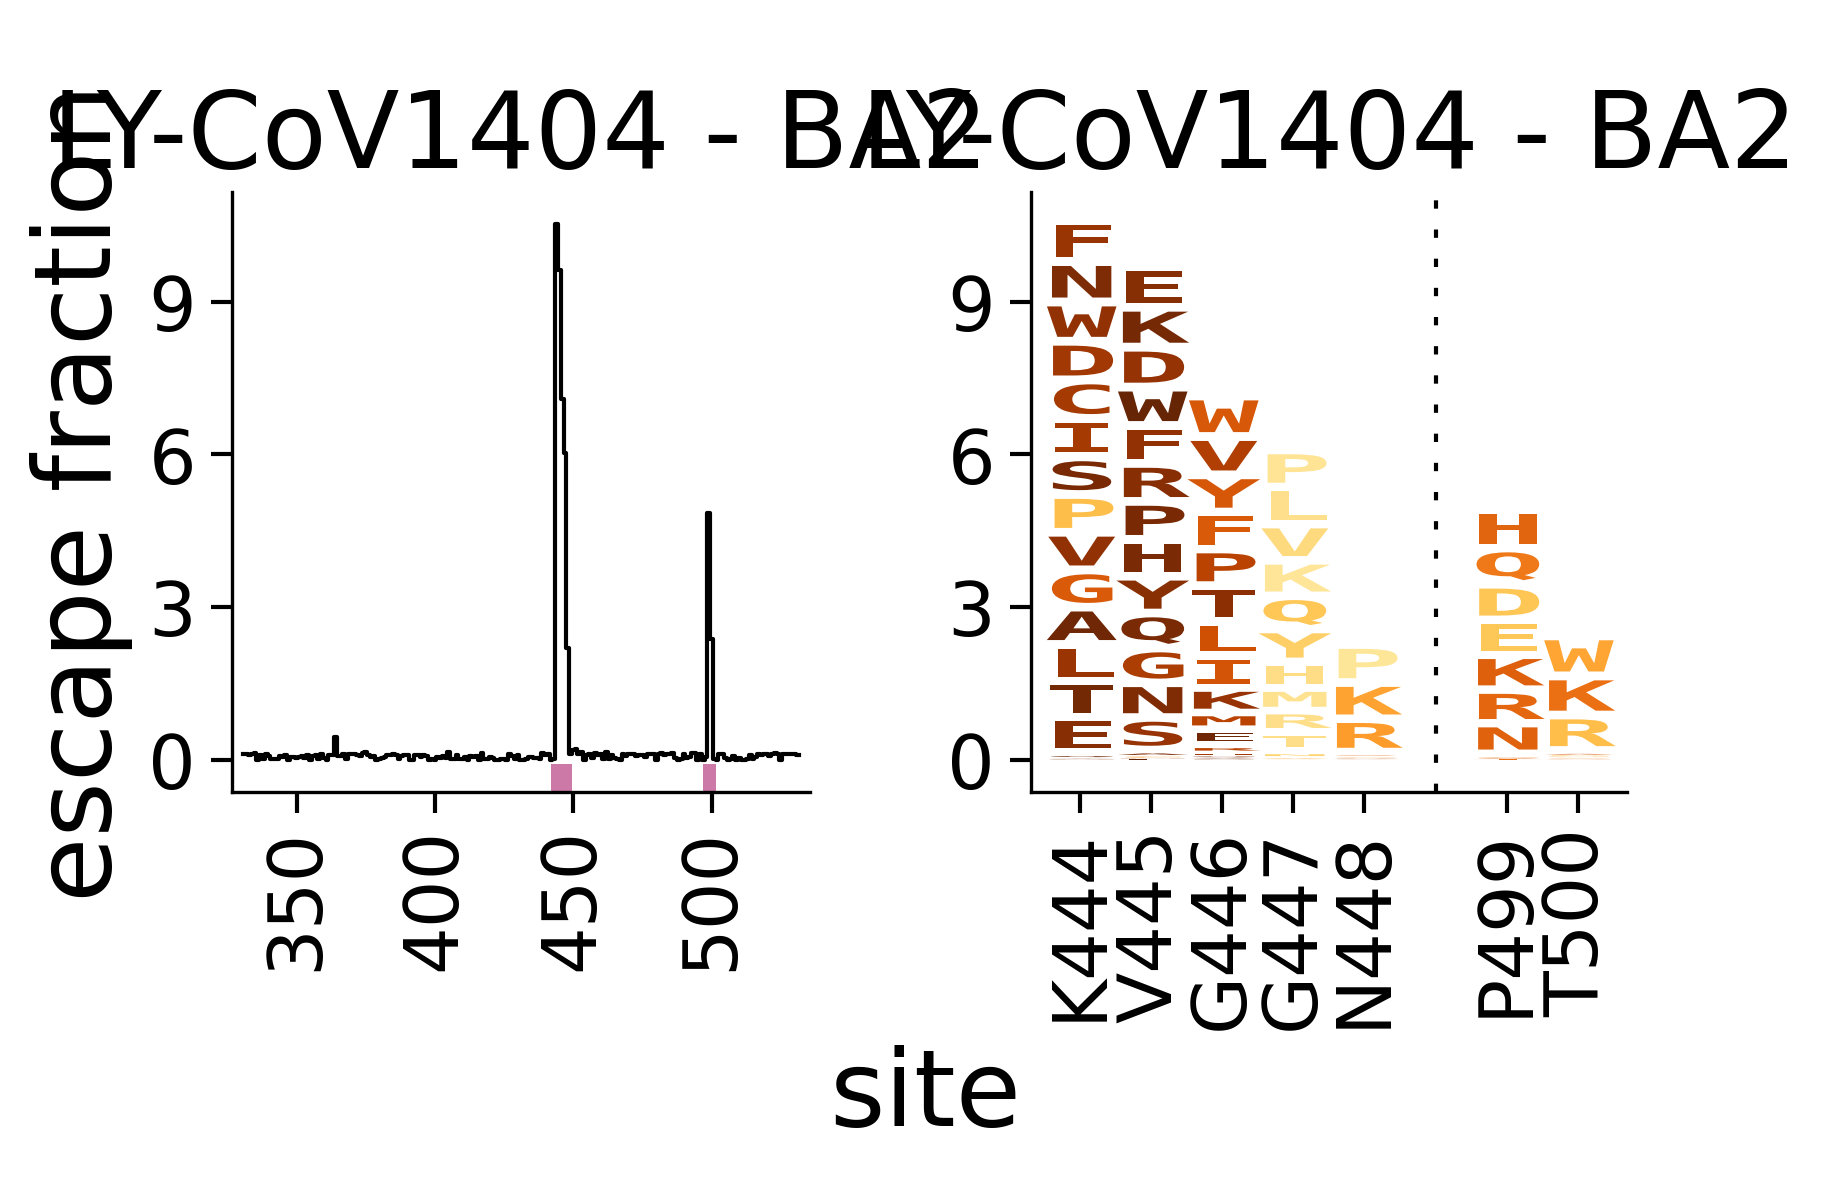 LY-CoV1404 - BA2
LY-CoV1404 - BA2
escape fraction
9
6
3
0
350
400
450
500
9
6
3
0
F
N
W
D
C
I
S
P
V
G
A
L
T
E
E
K
D
W
F
R
P
H
Y
Q
G
N
S
W
V
Y
F
P
T
L
I
K
M
E
P
L
V
K
Q
Y
H
M
R
T
P
K
R
H
Q
D
E
K
R
N
W
K
R
K444
V445
G446
G447
N448
P499
T500
site